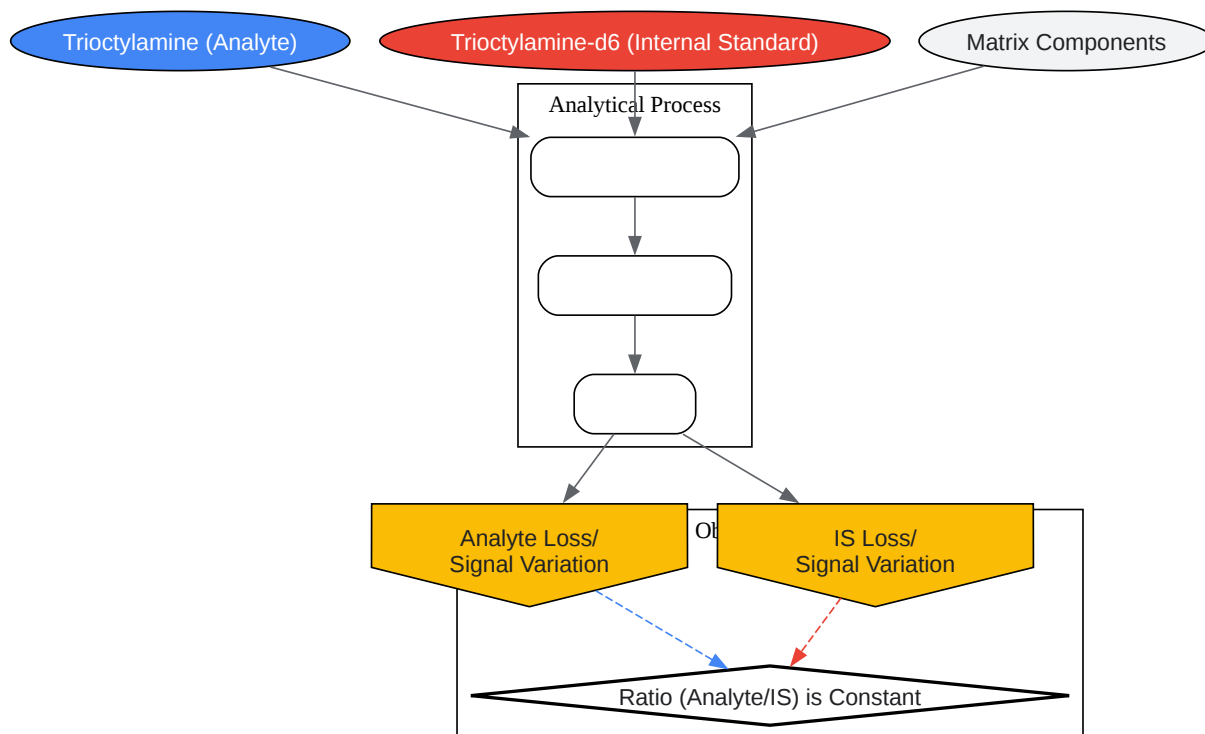 Trioctylamine (Analyte)
Trioctylamine-d6 (Internal Standard)
Matrix Components
Analytical Process
Analyte Loss/
Signal Variation
IS Loss/
Signal Variation
Ratio (Analyte/IS) is Constant